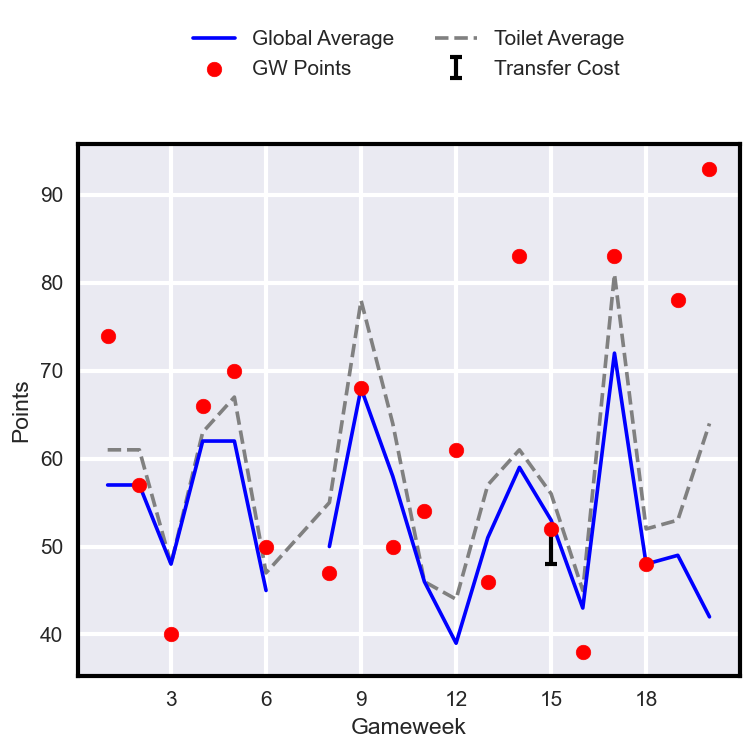 Global Average
GW Points
Toilet Average
Transfer Cost
90
80
70
60
50
40
Points
3 6 9 12 15 18
Gameweek